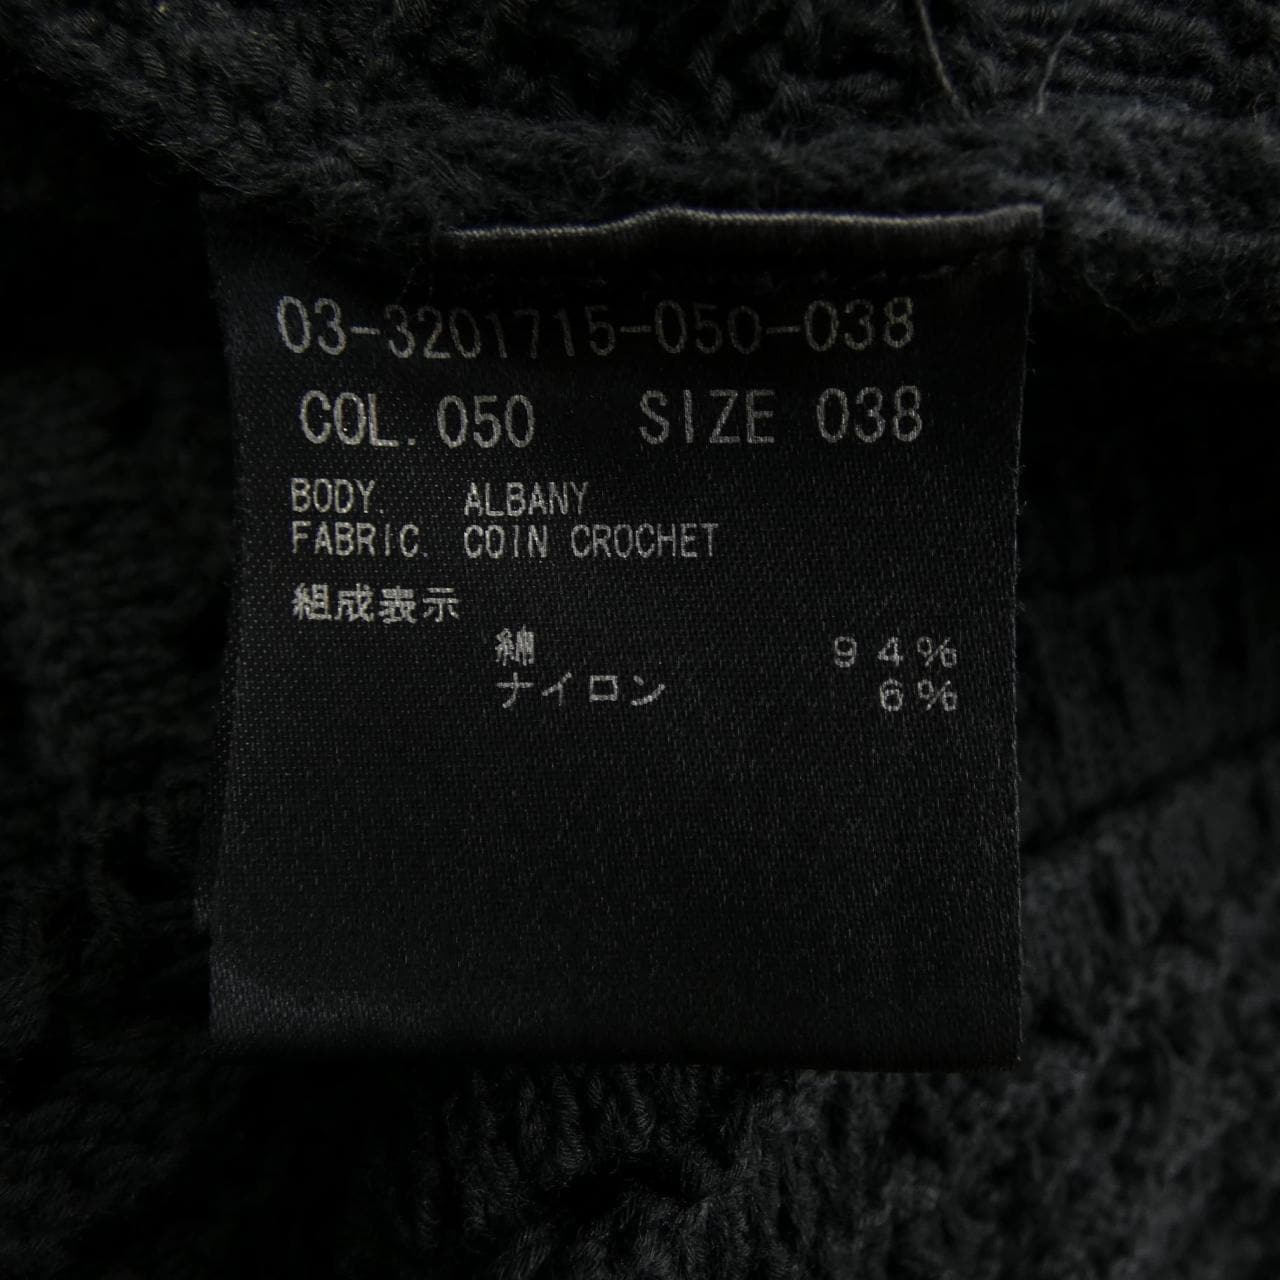 03-3201715-050-038
COL. 050 SIZE 038
BODY. ALBANY
FABRIC. COIN CROCHET
組成表示
綿 94%
ナイロン 6%